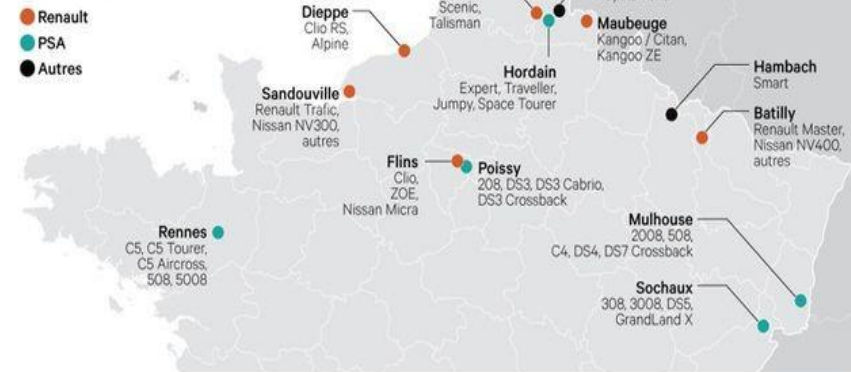 Renault
PSA
Autres
Dieppe
Clio RS,
Alpine
Scenic,
Talisman
Maubeuge
Kangoo / Citan,
Kangoo ZE
Hordain
Expert, Traveller,
Jumpy, Space Tourer
Hambach
Smart
Sandouville
Renault Trafic,
Nissan NV300,
autres
Batilly
Renault Master,
Nissan NV400,
autres
Flins
Clio,
ZOE,
Nissan Micra
Poissy
208, DS3, DS3 Cabrio,
DS3 Crossback
Rennes
C5, C5 Tourer,
C5 Aircross,
508, 5008
Mulhouse
2008, 508,
C4, DS4, DS7 Crossback
Sochaux
308, 3008, DS5,
GrandLand X